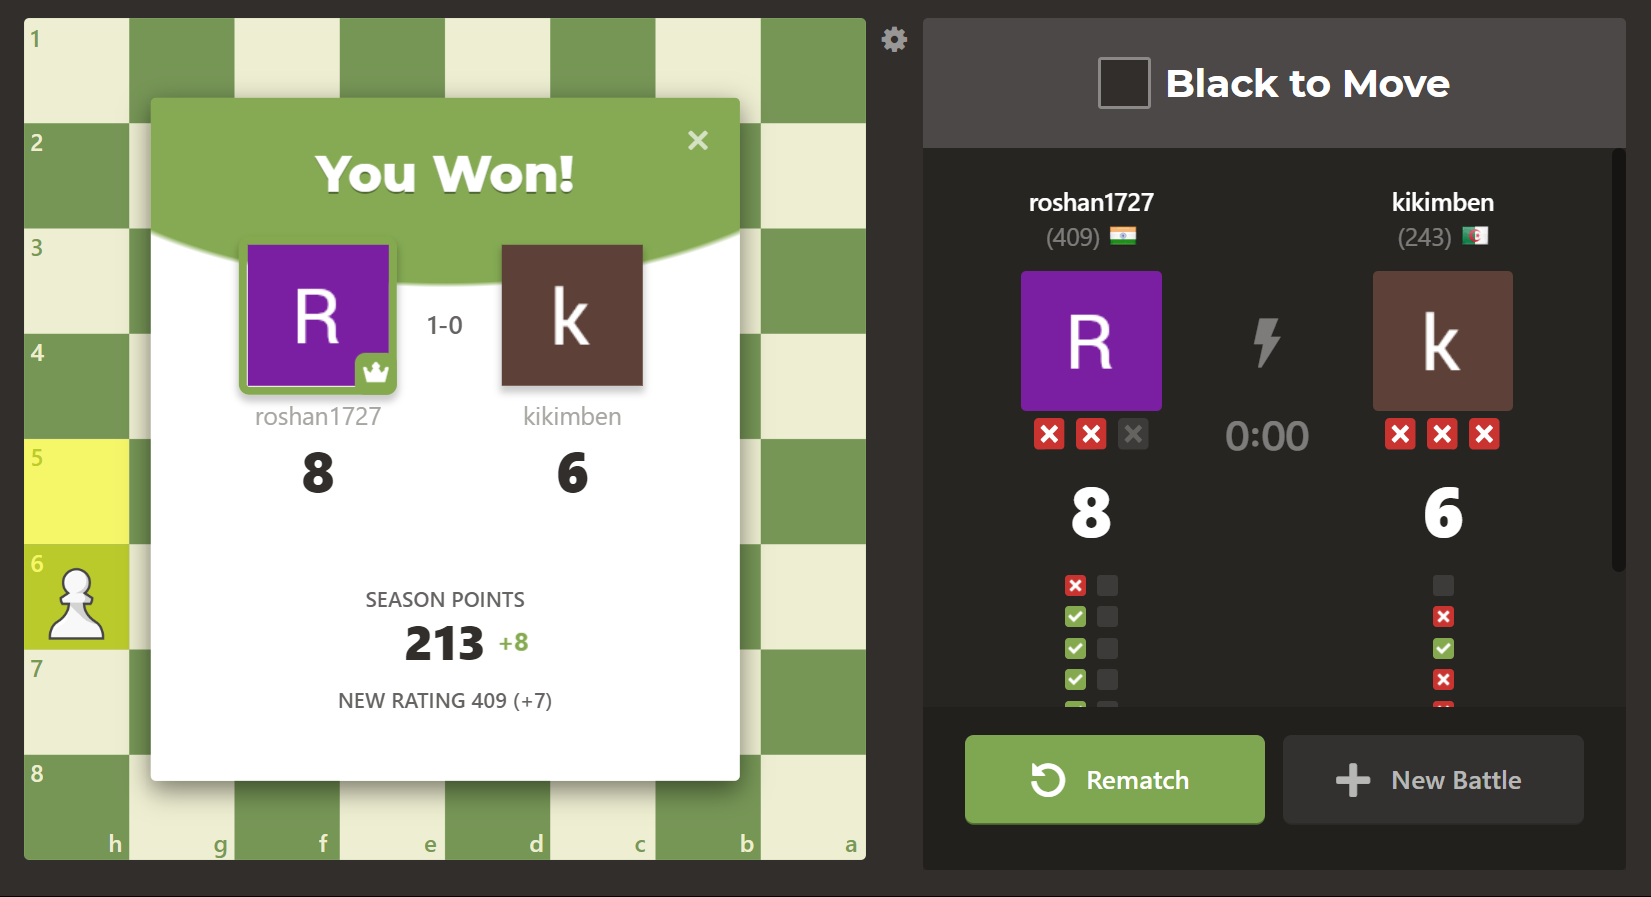 1
2
3
4
5
6
7
8
h
g
f
e
d
c
b
a
You Won!
R
1-0
k
roshan1727
kikimben
8
6
SEASON POINTS
213 +8
NEW RATING 409 (+7)
Black to Move
roshan1727
kikimben
(409)
(243)
R
k
0:00
8
6
Rematch
New Battle